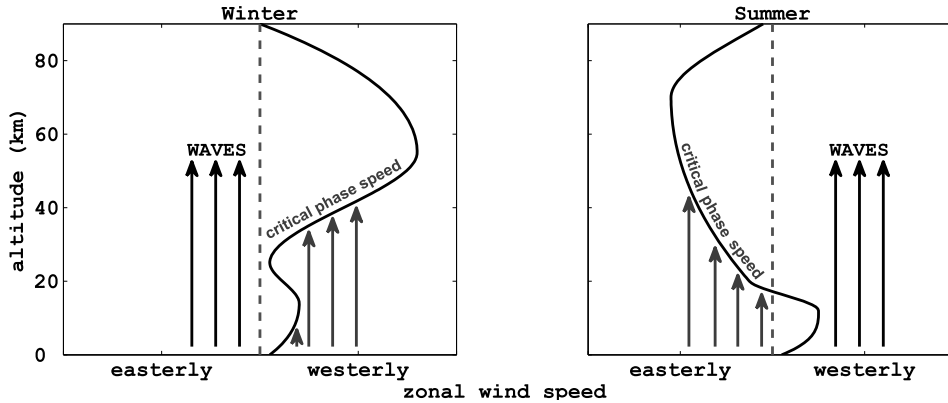 Winter
Summer
altitude (km)
80
60
40
20
0
WAVES
critical phase speed
WAVES
critical phase speed
easterly
westerly
easterly
westerly
zonal wind speed